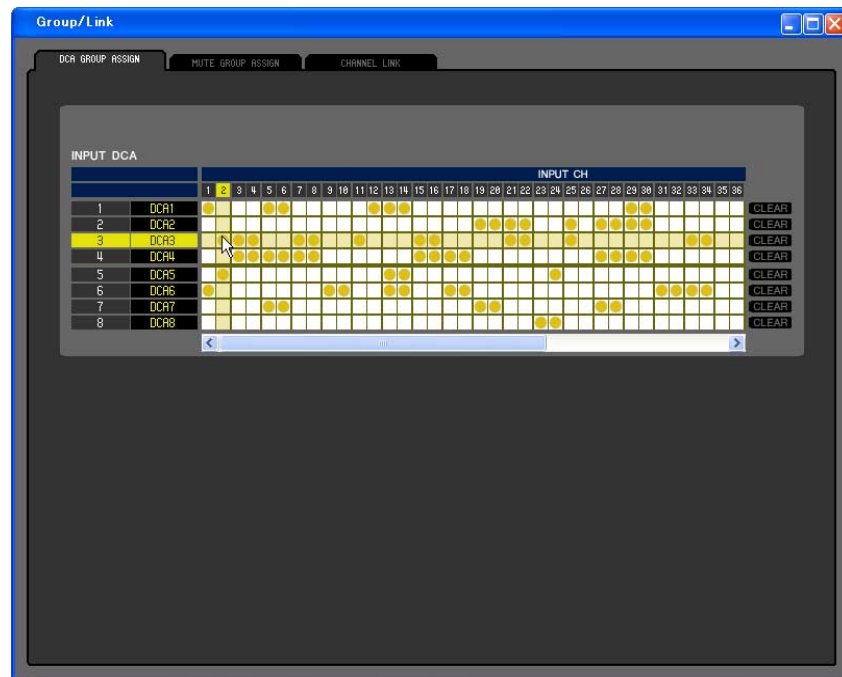 Group/Link
DCA GROUP ASSIGN MUTE GROUP ASSIGN CHANNEL LINK
INPUT DCA
INPUT CH
1 2 3 4 5 6 7 8 9 10 11 12 13 14 15 16 17 18 19 20 21 22 23 24 25 26 27 28 29 30 31 32 33 34 35 36
1 DCA1 CLEAR
2 DCA2 CLEAR
3 DCA3 CLEAR
4 DCA4 CLEAR
5 DCA5 CLEAR
6 DCA6 CLEAR
7 DCA7 CLEAR
8 DCA8 CLEAR